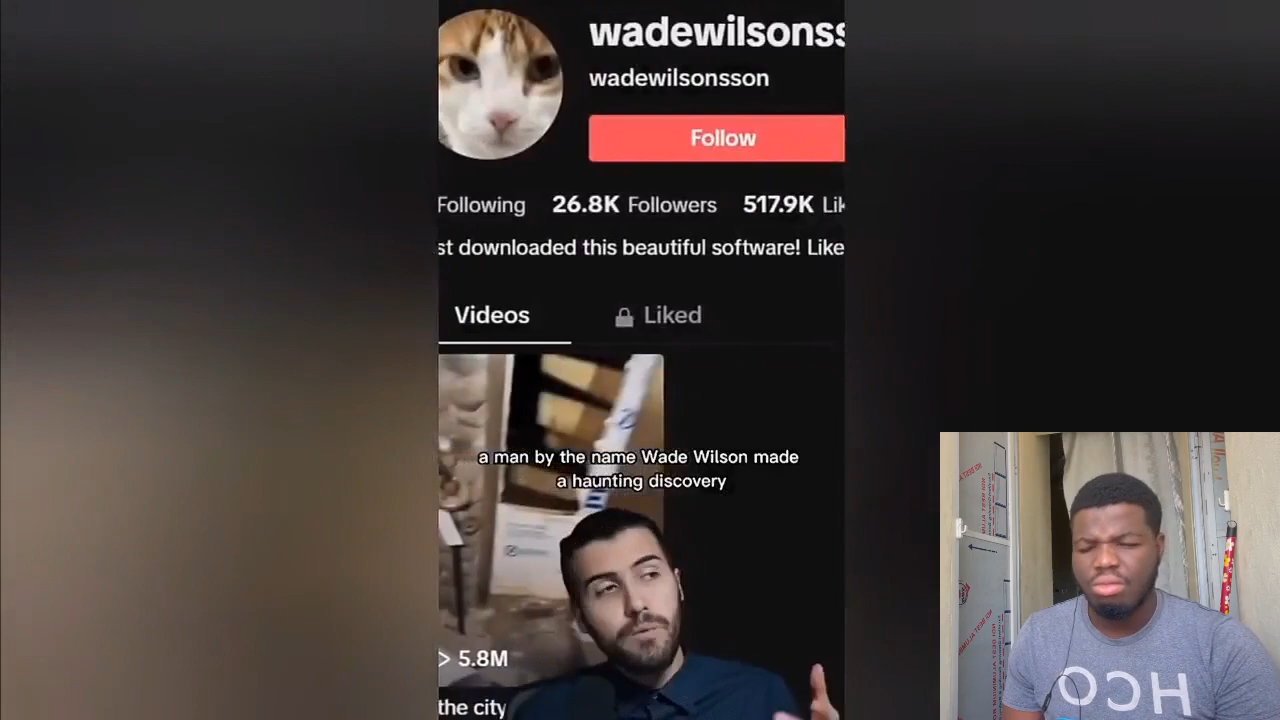 wadewilsonss
wadewilsonsson
Follow
Following 26.8K Followers 517.9K Lik
st downloaded this beautiful software! Like
Videos
Liked
a man by the name Wade Wilson made
a haunting discovery
5.8M
the city
HCO